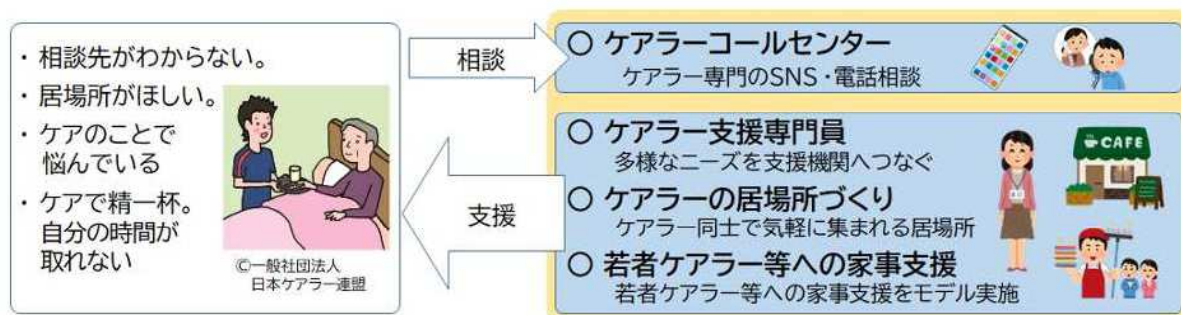 ・相談先がわからない。
・居場所がほしい。
・ケアのことで
悩んでいる
・ケアで精一杯。
自分の時間が
取れない
©一般社団法人
日本ケアラー連盟
相談
支援
○ ケアラーコールセンター
ケアラー専門のSNS・電話相談
○ ケアラー支援専門員
多様なニーズを支援機関へつなぐ
○ ケアラーの居場所づくり
ケアラー同士で気軽に集まれる居場所
○ 若者ケアラー等への家事支援
若者ケアラー等への家事支援をモデル実施
CAFE